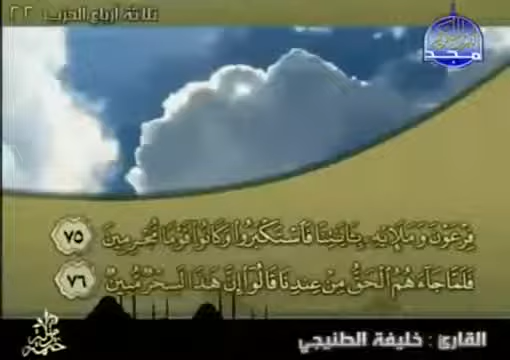 ثلاثة أرباع الحزب ٢٢
مجد
فِرْعَوْنَ وَمَلَإِيْهِۦ بِـَٔايَٰتِنَا فَٱسْتَكْبَرُوا۟ وَكَانُوا۟ قَوْمًا مُّجْرِمِينَ ٧٥
فَلَمَّا جَآءَهُمُ ٱلْحَقُّ مِنْ عِندِنَا قَالُوٓا۟ إِنَّ هَٰذَا لَسِحْرٌ مُّبِينٌ ٧٦
القارئ : خليفة الطنيجي